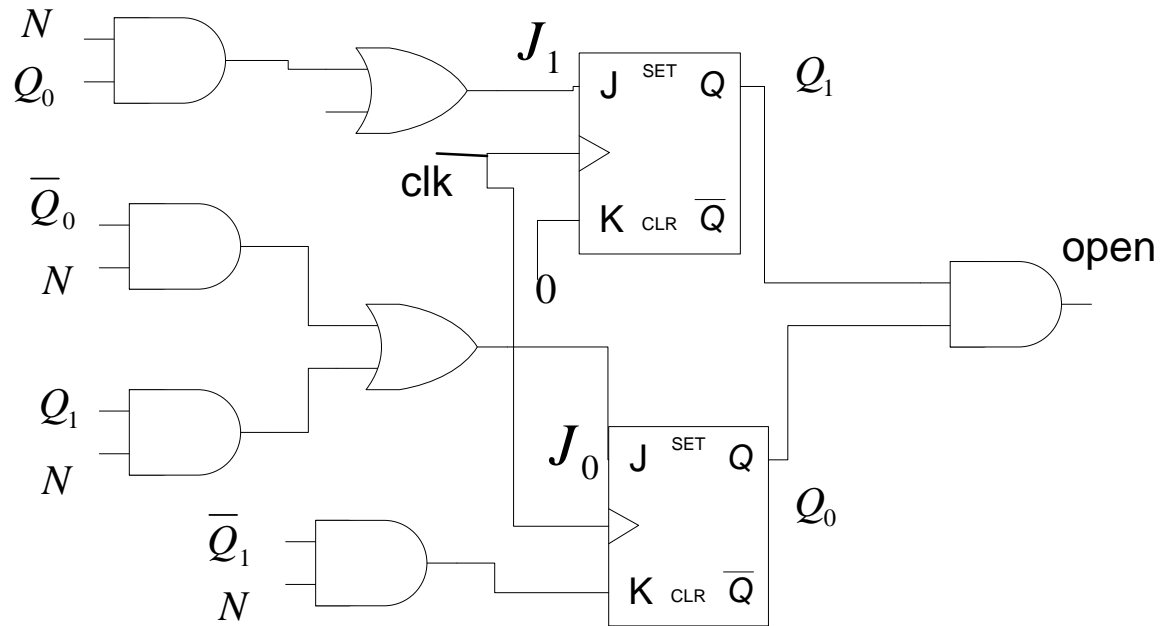 N
Q₀
J₁
J SET Q
Q₁
clk
K CLR Q̅
0
Q̅₀
N
open
Q₁
N
J₀
J SET Q
Q₀
Q̅₁
N
K CLR Q̅